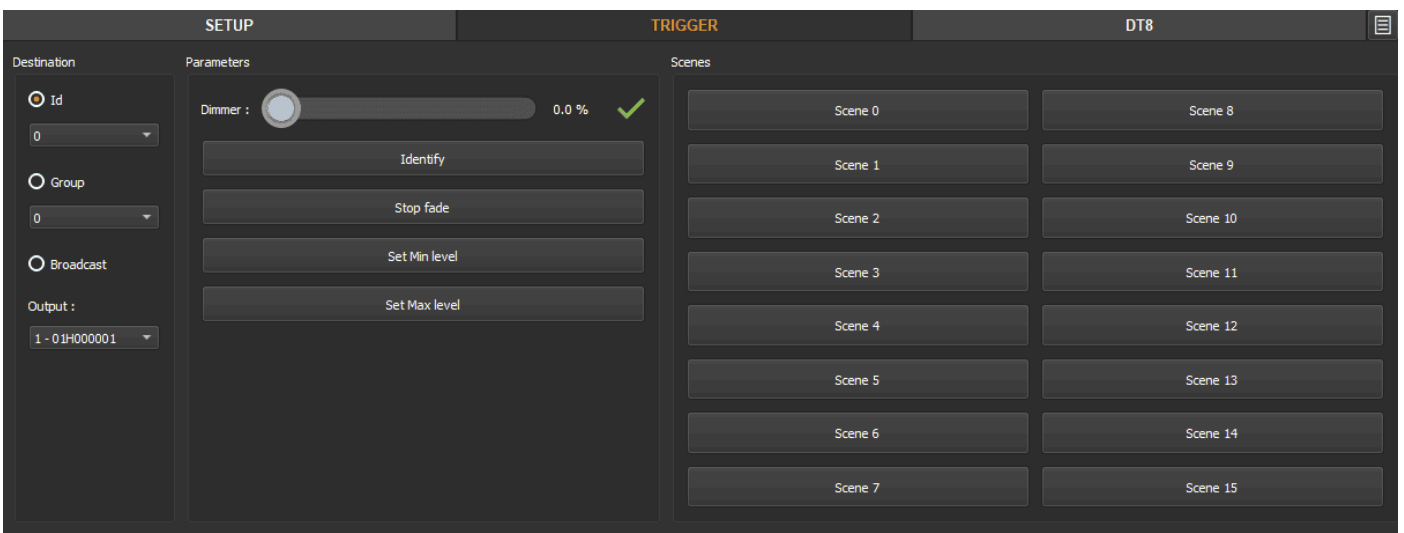 SETUP
TRIGGER
DT8
Destination
Id
0
Group
0
Broadcast
Output :
1 - 01H000001
Parameters
Dimmer :
0.0 %
Identify
Stop fade
Set Min level
Set Max level
Scenes
Scene 0
Scene 8
Scene 1
Scene 9
Scene 2
Scene 10
Scene 3
Scene 11
Scene 4
Scene 12
Scene 5
Scene 13
Scene 6
Scene 14
Scene 7
Scene 15